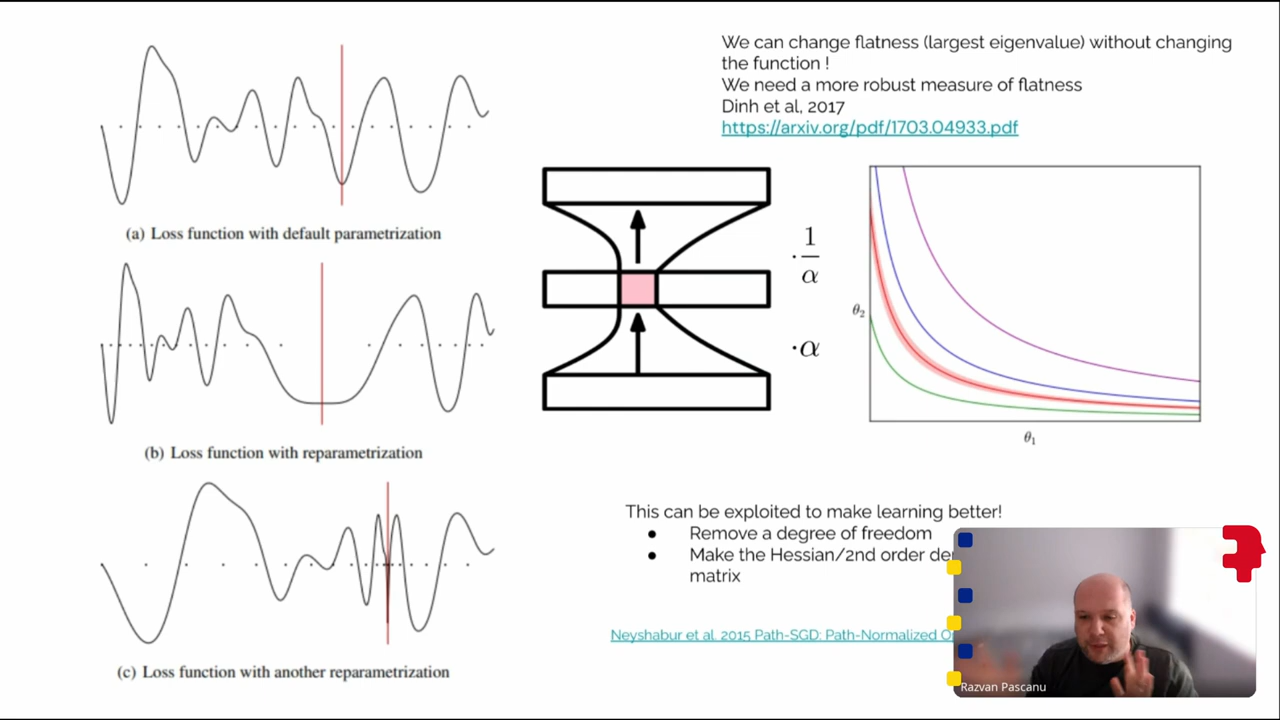 We can change flatness (largest eigenvalue) without changing
the function !
We need a more robust measure of flatness
Dinh et al, 2017
https://arxiv.org/pdf/1703.04933.pdf
(a) Loss function with default parametrization
(b) Loss function with reparametrization
(c) Loss function with another reparametrization
· 1/α
·α
θ₂
θ₁
This can be exploited to make learning better!
● Remove a degree of freedom
● Make the Hessian/2nd order
matrix
Neyshabur et al. 2015 Path-SGD: Path-Normalized
Razvan Pascanu